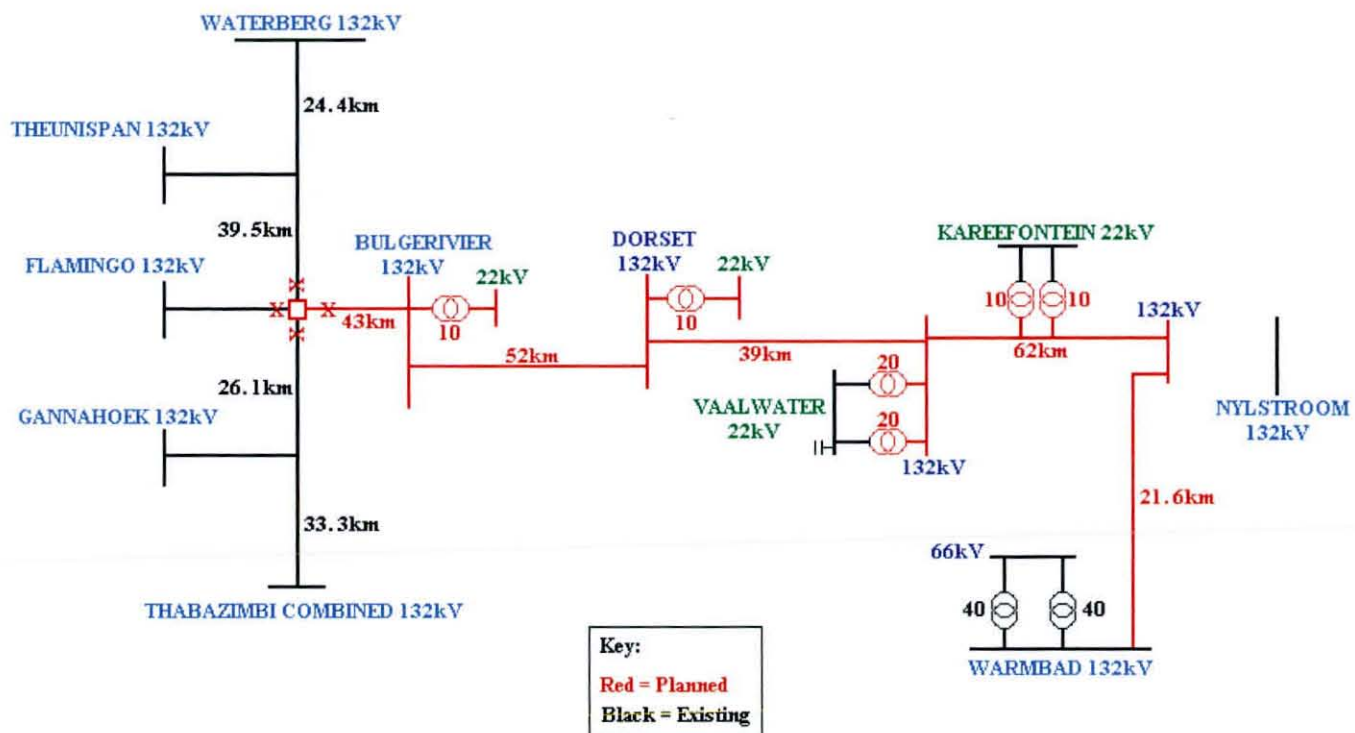 WATERBERG 132kV
24.4km
THEUNISPAN 132kV
39.5km
FLAMINGO 132kV
BULGERIVIER
132kV
22kV
DORSET
132kV
22kV
KAREEFONTEIN 22kV
10
10
132kV
X
X
X
X
43km
10
10
52km
39km
62km
26.1km
20
20
VAALWATER
22kV
132kV
NYLSTROOM
132kV
GANNAHOEK 132kV
21.6km
33.3km
66kV
40
40
THABAZIMBI COMBINED 132kV
WARMBAD 132kV
Key:
Red = Planned
Black = Existing